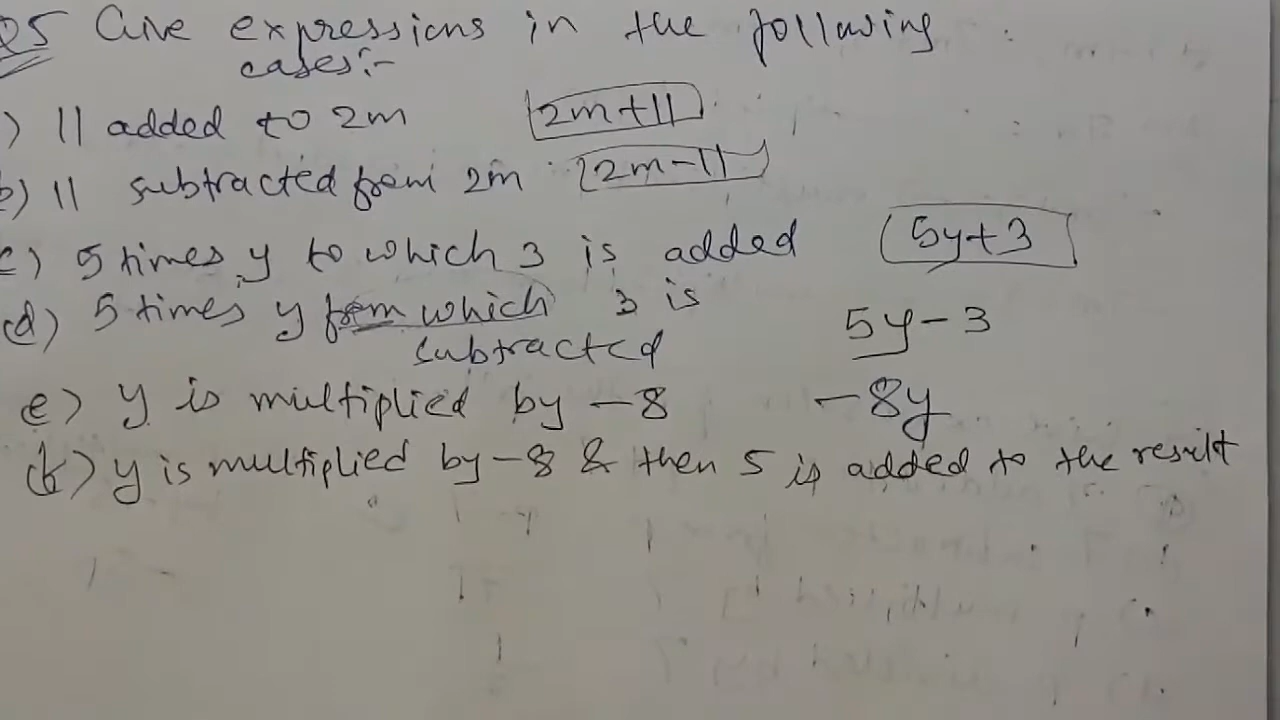 Q5 Give expressions in the following
cases:-
) 11 added to 2m 2m+11
b) 11 subtracted from 2m 2m-11
c) 5 times y to which 3 is added 5y+3
(d) 5 times y from which 3 is
subtracted 5y-3
e) y is multiplied by -8 -8y
(f) y is multiplied by -8 & then 5 is added to the result